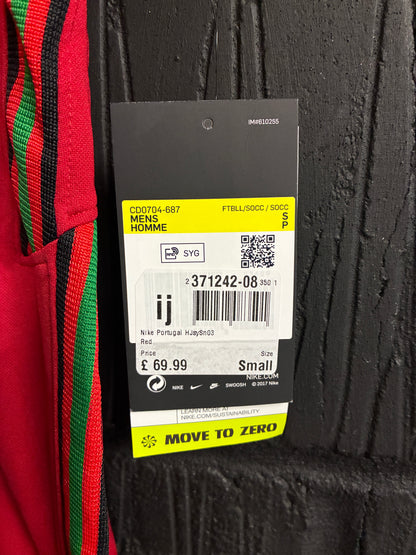 IM#610255
CD0704-687
MENS
HOMME
FTBLL/SOCC / SOCC
S
P
SYG
2 371242-08 350 1
ij
Nike Portugal HJsySn03
Red
Price
£ 69.99
Size
Small
NIKE.COM
NIKE
SWOOSH
© 2017 NIKE
LEARN MORE AT
NIKE.COM/SUSTAINABILITY.
MOVE TO ZERO